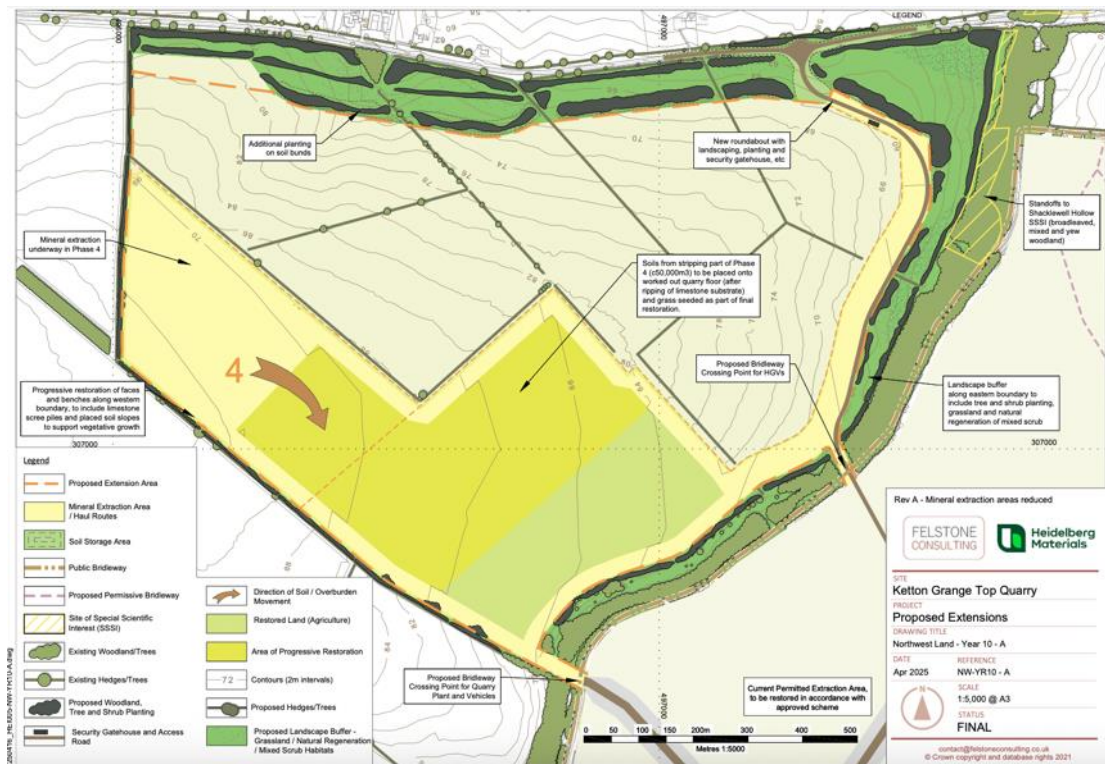 LEGEND
496000
497000
Additional planting
on soil bunds
New roundabout with
landscaping, planting and
security gatehouse, etc
Mineral extraction
underway in Phase 4
Soils from stripping part of Phase
4 (c50,000m3) to be placed onto
worked out quarry floor (after
ripping of limestone substrate)
and grass seeded as part of final
restoration.
Standoffs to
Shacklewell Hollow
SSSI (broadleaved,
mixed and yew
woodland)
4
Proposed Bridleway
Crossing Point for HGVs
Progressive restoration of faces
and benches along western
boundary, to include limestone
scree piles and placed soil slopes
to support vegetative growth
Landscape buffer
along eastern boundary to
include tree and shrub planting,
grassland and natural
regeneration of mixed scrub
307000
307000
Legend
Proposed Extension Area
Mineral Extraction Area
/ Haul Routes
Soil Storage Area
Public Bridleway
Proposed Permissive Bridleway
Site of Special Scientific
Interest (SSSI)
Existing Woodland/Trees
Existing Hedges/Trees
Proposed Woodland,
Tree and Shrub Planting
Security Gatehouse and Access
Road
Direction of Soil / Overburden
Movement
Restored Land (Agriculture)
Area of Progressive Restoration
72
Contours (2m intervals)
Proposed Hedges/Trees
Proposed Landscape Buffer -
Grassland / Natural Regeneration
/ Mixed Scrub Habitats
Proposed Bridleway
Crossing Point for Quarry
Plant and Vehicles
497000
Current Permitted Extraction Area,
to be restored in accordance with
approved scheme
0 50 100 150 200m 300 400 500
Metres 1:5000
Rev A - Mineral extraction areas reduced
FELSTONE
CONSULTING
Heidelberg
Materials
SITE
Ketton Grange Top Quarry
PROJECT
Proposed Extensions
DRAWING TITLE
Northwest Land - Year 10 - A
DATE
Apr 2025
REFERENCE
NW-YR10 - A
N
SCALE
1:5,000 @ A3
STATUS
FINAL
contact@felstoneconsulting.co.uk
© Crown copyright and database rights 2021